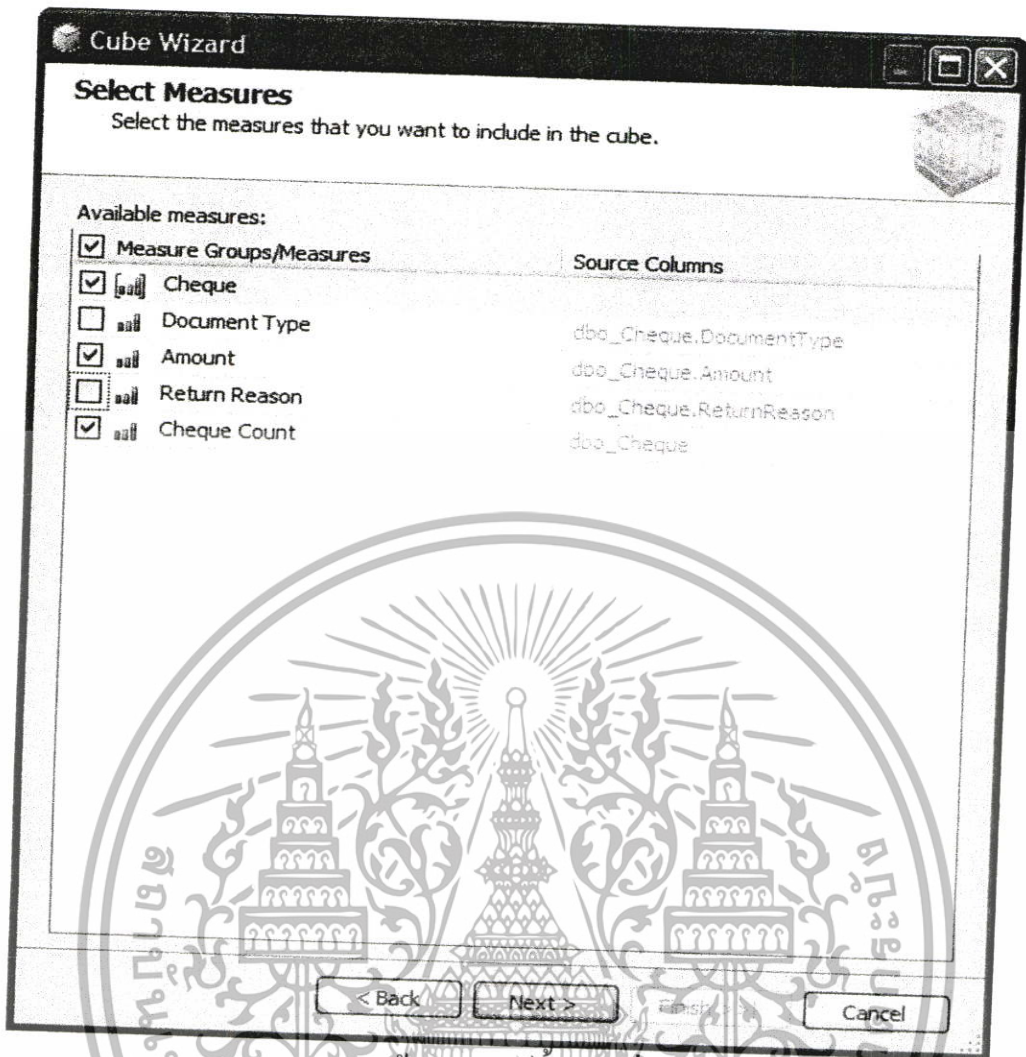 Cube Wizard
Select Measures
Select the measures that you want to include in the cube.
Available measures:
Measure Groups/Measures Source Columns
Cheque
Document Type dbo_Cheque.DocumentType
Amount dbo_Cheque.Amount
Return Reason dbo_Cheque.ReturnReason
Cheque Count dbo_Cheque
< Back Next > Finish >>| Cancel